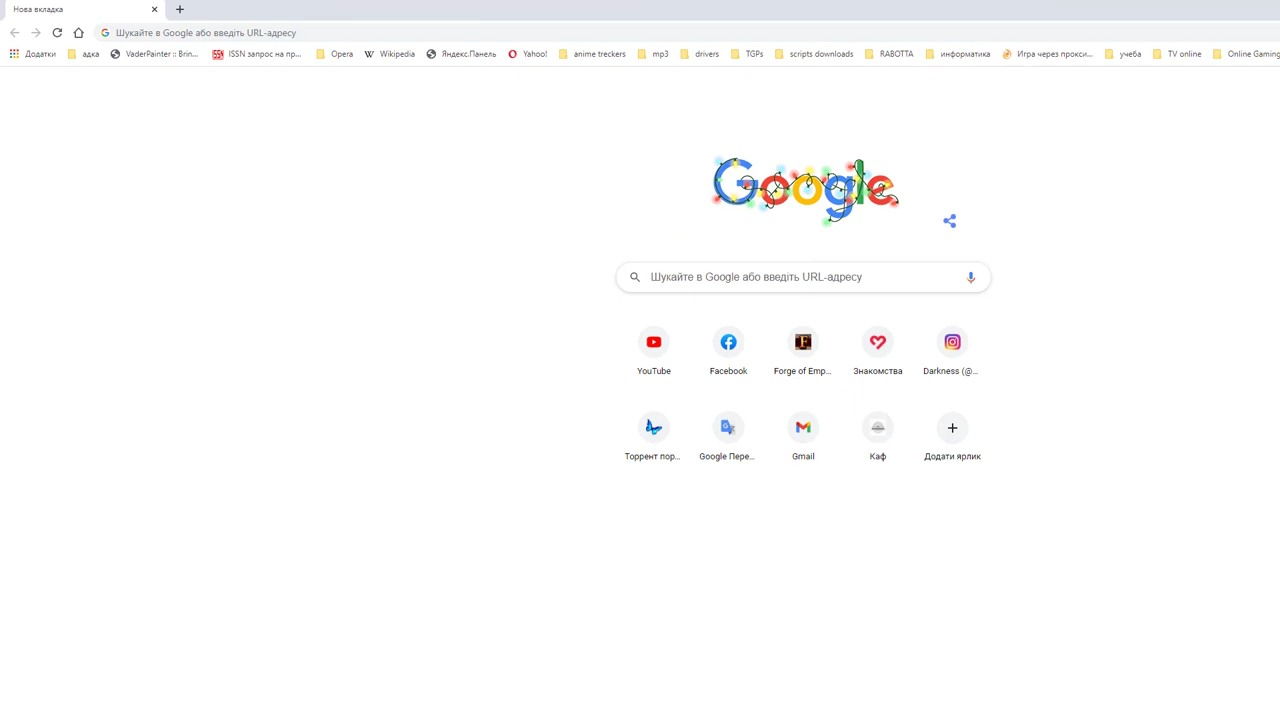 Нова вкладка
Шукайте в Google або введіть URL-адресу
Додатки адка VaderPainter :: Brin... ISSN запрос на пр... Opera Wikipedia Яндекс.Панель Yahoo! anime treckers mp3 drivers TGPs scripts downloads RABOTTA информатика Игра через прокси... учеба TV online Online Gaming
Google
Шукайте в Google або введіть URL-адресу
YouTube Facebook Forge of Emp... Знакомства Darkness (@...
Торрент пор... Google Пере... Gmail Каф Додати ярлик